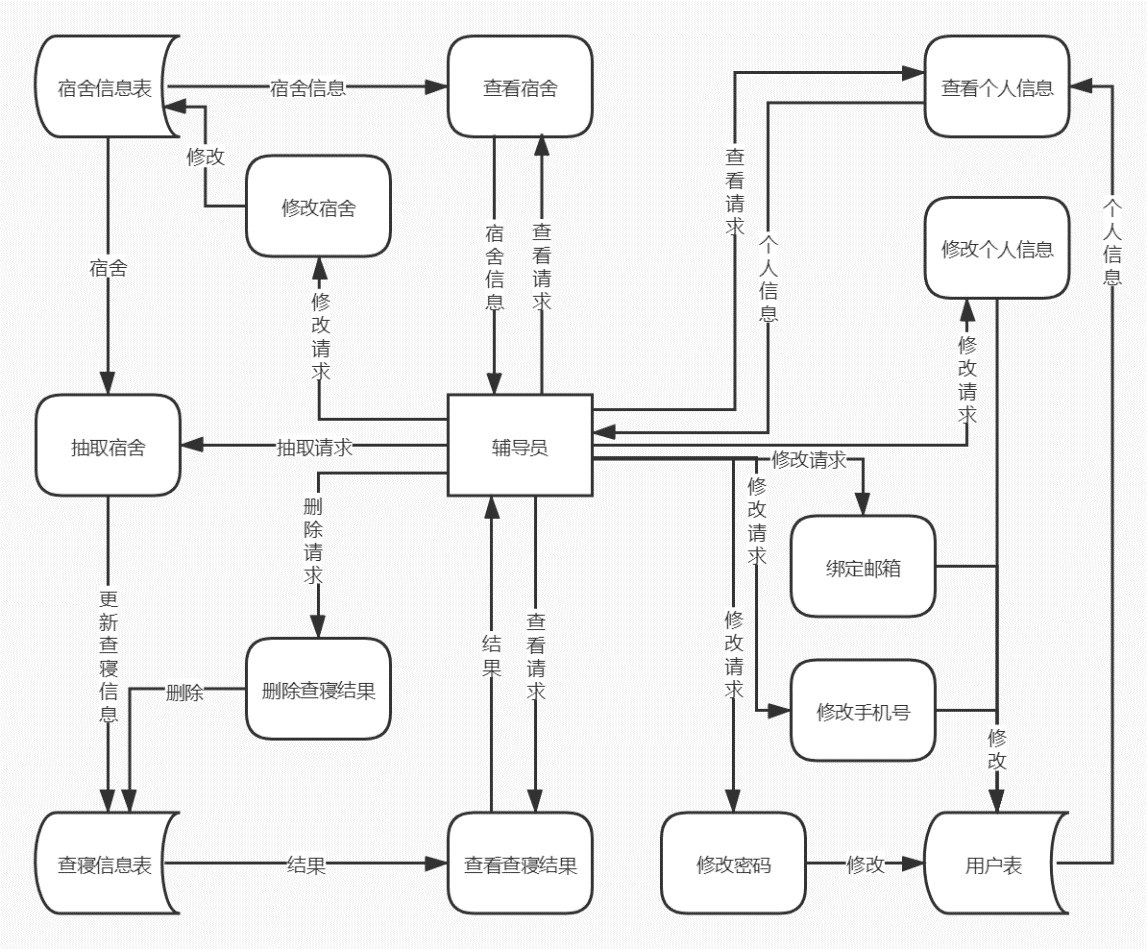 宿舍信息表
宿舍信息
查看宿舍
查看个人信息
修改
修改宿舍
查看请求
个人信息
修改个人信息
个人信息
宿舍
修改请求
宿舍信息
查看请求
修改请求
抽取宿舍
抽取请求
辅导员
修改请求
修改请求
删除请求
绑定邮箱
更新查寝信息
结果
查看请求
修改请求
删除
删除查寝结果
修改手机号
修改
查寝信息表
结果
查看查寝结果
修改密码
修改
用户表